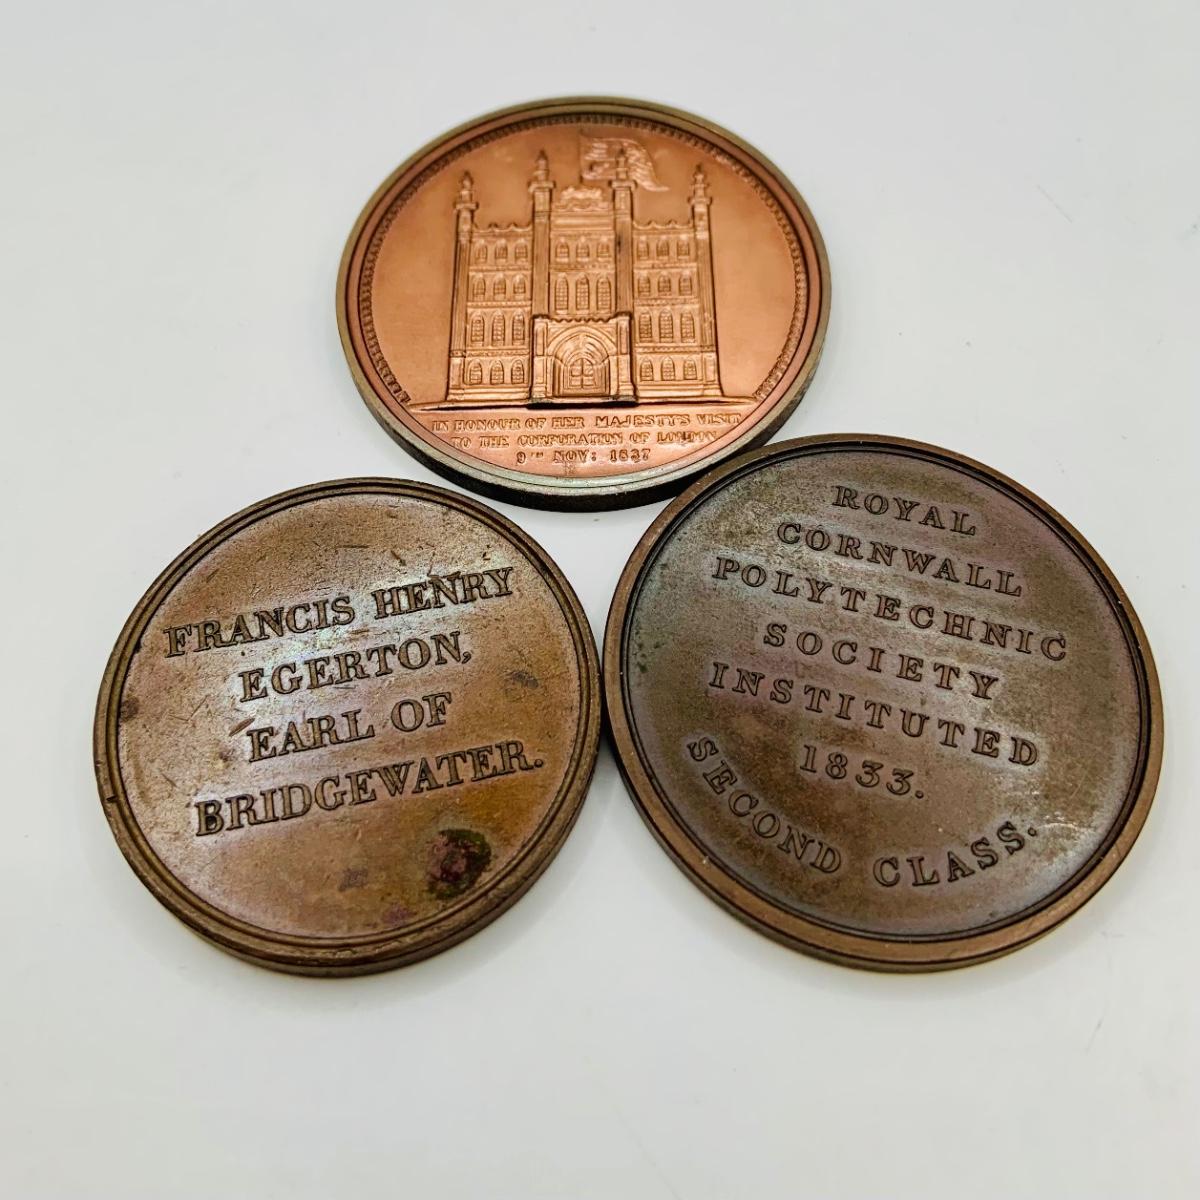 IN HONOUR OF HER MAJESTY'S VISIT
TO THE CORPORATION OF LONDON
9TH NOV: 1837
FRANCIS HENRY
EGERTON,
EARL OF
BRIDGEWATER.
ROYAL
CORNWALL
POLYTECHNIC
SOCIETY
INSTITUTED
1833.
SECOND CLASS.